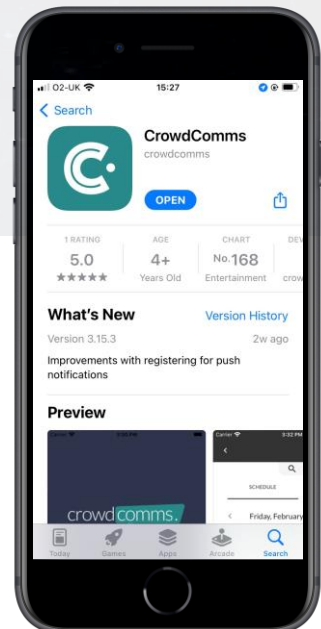 O2-UK 15:27
Search
CrowdComms
crowdcomms
OPEN
1 RATING AGE CHART DEV
5.0 4+ No.168
★★★★★ Years Old Entertainment crow
What's New Version History
Version 3.15.3 2w ago
Improvements with registering for push
notifications
Preview
SCHEDULE
Friday, February
crowdcomms.
Today Games Apps Arcade Search